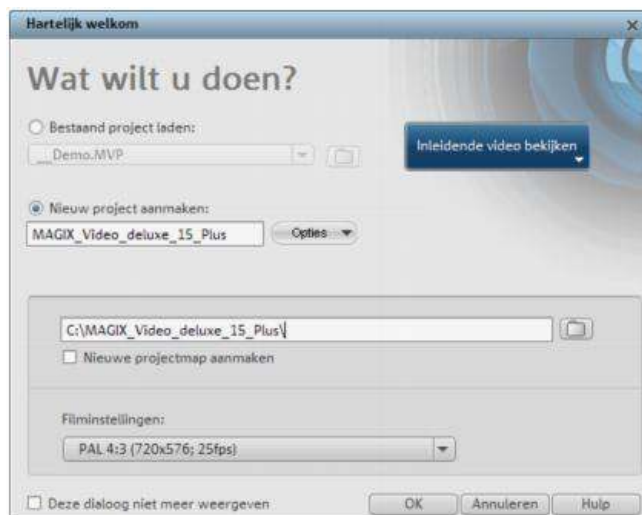 Hartelijk welkom
Wat wilt u doen?
Bestaand project laden:
__Demo.MVP
Inleidende video bekijken
Nieuw project aanmaken:
MAGIX_Video_deluxe_15_Plus
Opties
C:\MAGIX_Video_deluxe_15_Plus\
Nieuwe projectmap aanmaken
Filminstellingen:
PAL 4:3 (720x576; 25fps)
Deze dialoog niet meer weergeven
OK
Annuleren
Hulp